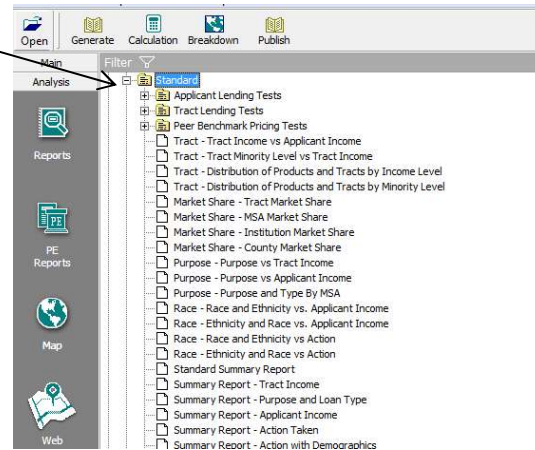 Open Generate Calculation Breakdown Publish
Main Filter
Analysis
Standard
Applicant Lending Tests
Tract Lending Tests
Peer Benchmark Pricing Tests
Tract - Tract Income vs Applicant Income
Tract - Tract Minority Level vs Tract Income
Tract - Distribution of Products and Tracts by Income Level
Tract - Distribution of Products and Tracts by Minority Level
Market Share - Tract Market Share
Market Share - MSA Market Share
Market Share - Institution Market Share
Market Share - County Market Share
Purpose - Purpose vs Tract Income
Purpose - Purpose vs Applicant Income
Purpose - Purpose and Type By MSA
Race - Race and Ethnicity vs. Applicant Income
Race - Ethnicity and Race vs. Applicant Income
Race - Race and Ethnicity vs Action
Race - Ethnicity and Race vs Action
Standard Summary Report
Summary Report - Tract Income
Summary Report - Purpose and Loan Type
Summary Report - Applicant Income
Summary Report - Action Taken
Summary Report - Action with Demographics
Reports
PE
PE
Reports
Map
Web